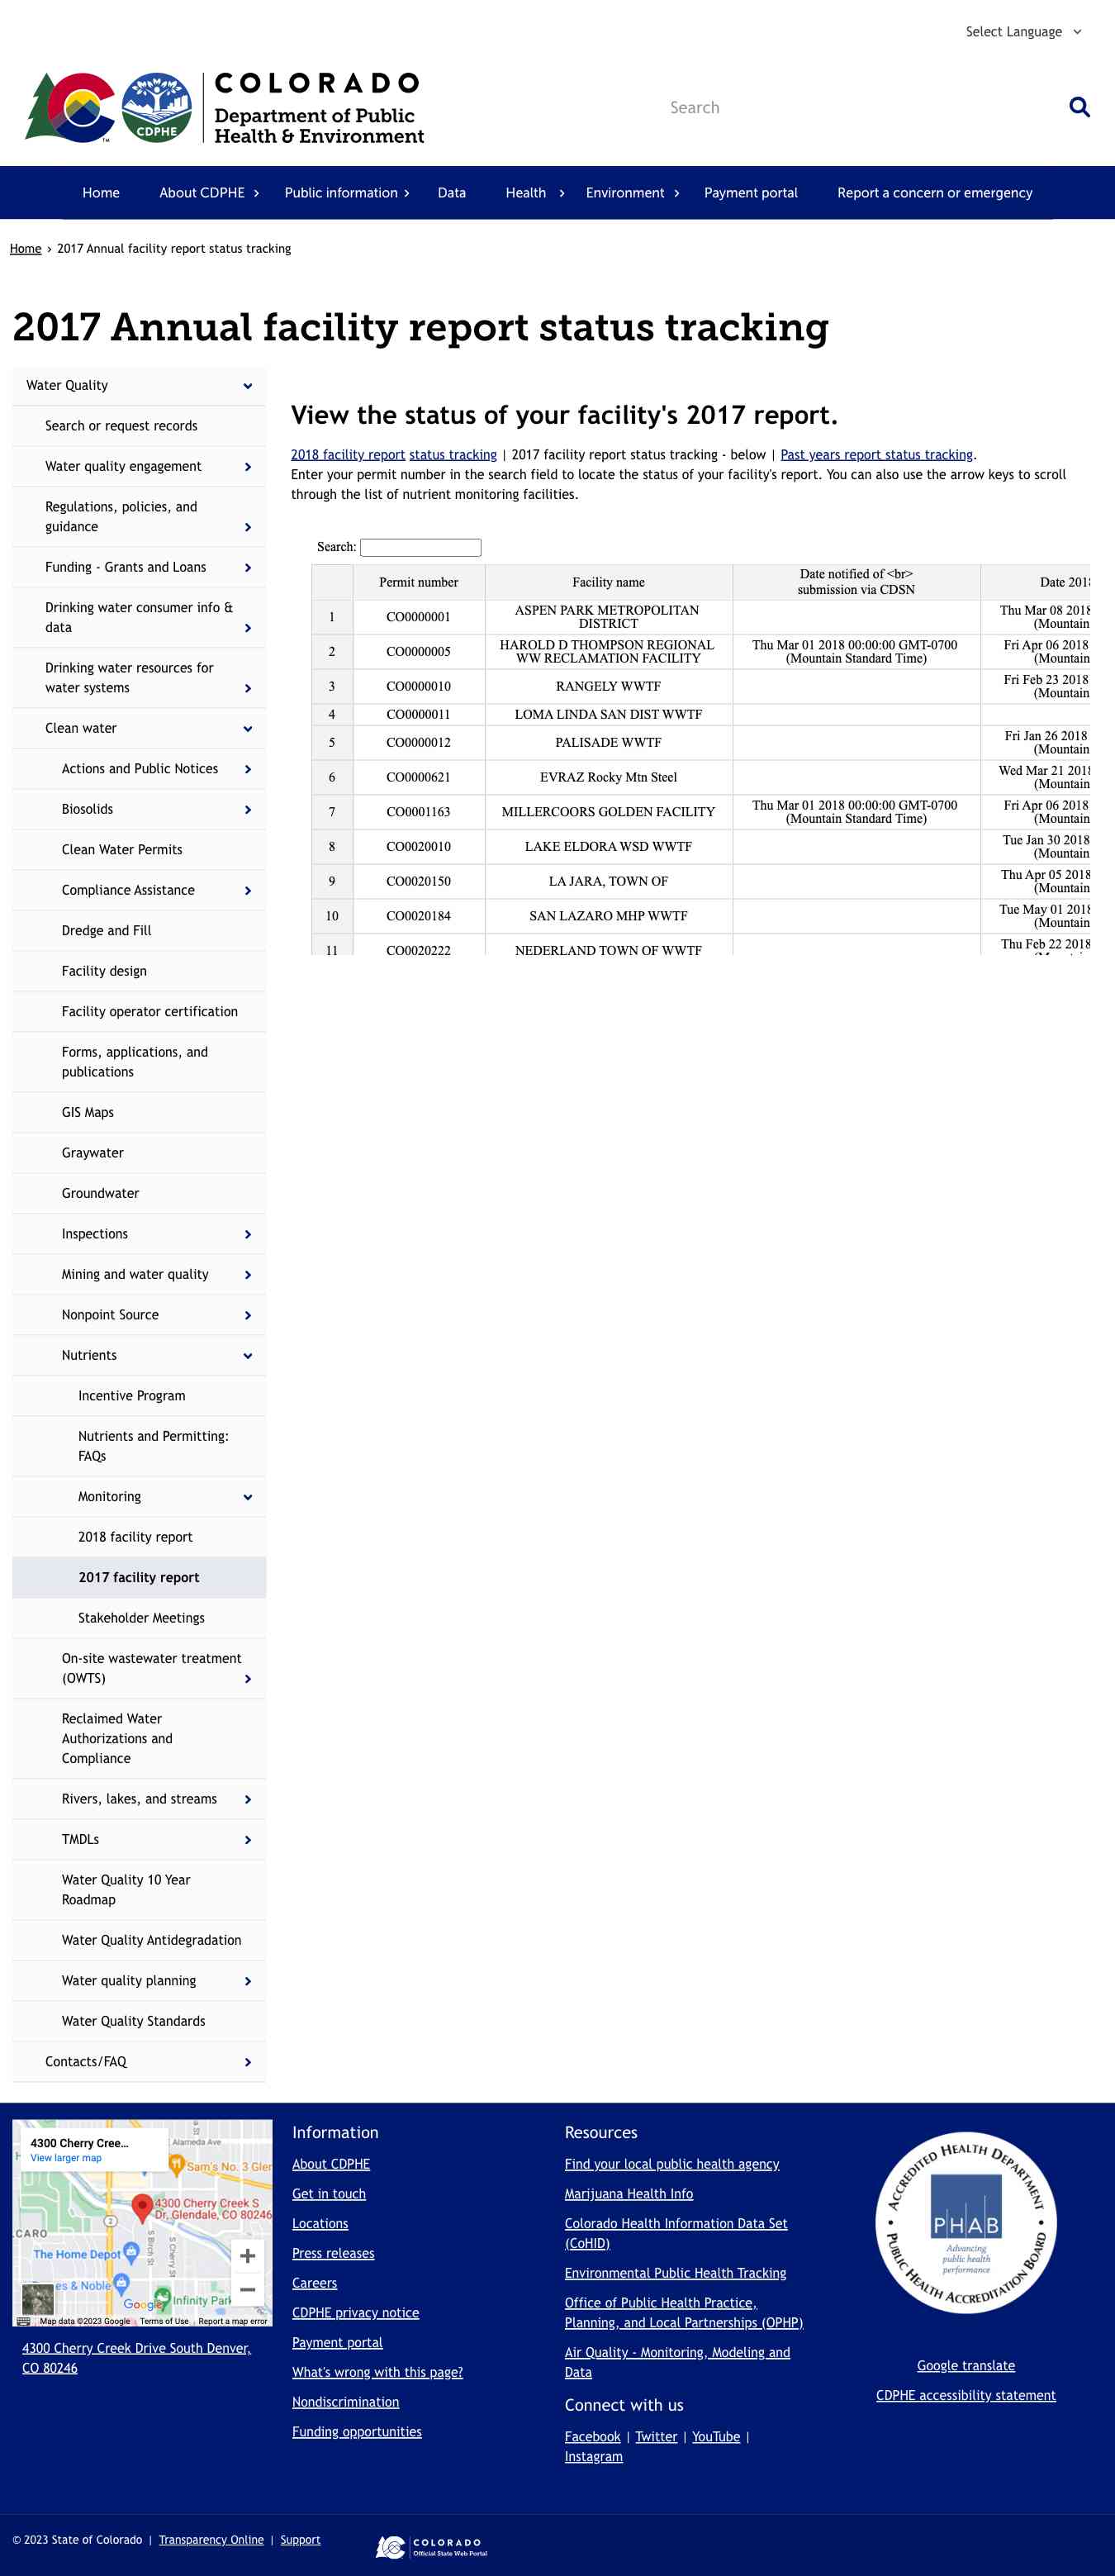 Select Language
COLORADO
Department of Public
Health & Environment
CDPHE
TM
Search
Home About CDPHE Public information Data Health Environment Payment portal Report a concern or emergency
Home › 2017 Annual facility report status tracking
2017 Annual facility report status tracking
Water Quality
Search or request records
Water quality engagement
Regulations, policies, and
guidance
Funding - Grants and Loans
Drinking water consumer info &
data
Drinking water resources for
water systems
Clean water
Actions and Public Notices
Biosolids
Clean Water Permits
Compliance Assistance
Dredge and Fill
Facility design
Facility operator certification
Forms, applications, and
publications
GIS Maps
Graywater
Groundwater
Inspections
Mining and water quality
Nonpoint Source
Nutrients
Incentive Program
Nutrients and Permitting:
FAQs
Monitoring
2018 facility report
2017 facility report
Stakeholder Meetings
On-site wastewater treatment
(OWTS)
Reclaimed Water
Authorizations and
Compliance
Rivers, lakes, and streams
TMDLs
Water Quality 10 Year
Roadmap
Water Quality Antidegradation
Water quality planning
Water Quality Standards
Contacts/FAQ
View the status of your facility's 2017 report.
2018 facility report status tracking | 2017 facility report status tracking - below | Past years report status tracking.
Enter your permit number in the search field to locate the status of your facility's report. You can also use the arrow keys to scroll
through the list of nutrient monitoring facilities.
Search:
Permit number Facility name Date notified of <br> Date 201
submission via CDSN
1 CO0000001 ASPEN PARK METROPOLITAN Thu Mar 08 2018
DISTRICT (Mountain
2 CO0000005 HAROLD D THOMPSON REGIONAL Thu Mar 01 2018 00:00:00 GMT-0700 Fri Apr 06 2018
WW RECLAMATION FACILITY (Mountain Standard Time) (Mountain
3 CO0000010 RANGELY WWTF Fri Feb 23 2018
(Mountain
4 CO0000011 LOMA LINDA SAN DIST WWTF
5 CO0000012 PALISADE WWTF Fri Jan 26 2018
(Mountain
6 CO0000621 EVRAZ Rocky Mtn Steel Wed Mar 21 2018
(Mountain
7 CO0001163 MILLERCOORS GOLDEN FACILITY Thu Mar 01 2018 00:00:00 GMT-0700 Fri Apr 06 2018
(Mountain Standard Time) (Mountain
8 CO0020010 LAKE ELDORA WSD WWTF Tue Jan 30 2018
(Mountain
9 CO0020150 LA JARA, TOWN OF Thu Apr 05 2018
(Mountain
10 CO0020184 SAN LAZARO MHP WWTF Tue May 01 2018
(Mountain
11 CO0020222 NEDERLAND TOWN OF WWTF Thu Feb 22 2018
4300 Cherry Cree...
View larger map
Alameda Ave
Sam's No. 3 Glen
4300 Cherry Creek S
Dr, Glendale, CO 80246
CARO
2
S Birch St
S Cherry St
The Home Depot
& Noble
Google
Infinity Park
Map data ©2023 Google Terms of Use Report a map error
4300 Cherry Creek Drive South Denver,
CO 80246
Information
About CDPHE
Get in touch
Locations
Press releases
Careers
CDPHE privacy notice
Payment portal
What's wrong with this page?
Nondiscrimination
Funding opportunities
Resources
Find your local public health agency
Marijuana Health Info
Colorado Health Information Data Set
(CoHID)
Environmental Public Health Tracking
Office of Public Health Practice,
Planning, and Local Partnerships (OPHP)
Air Quality - Monitoring, Modeling and
Data
Connect with us
Facebook | Twitter | YouTube |
Instagram
ACCREDITED HEALTH DEPARTMENT
PHAB
Advancing
public health
performance
PUBLIC HEALTH ACCREDITATION BOARD
Google translate
CDPHE accessibility statement
© 2023 State of Colorado | Transparency Online | Support
COLORADO
Official State Web Portal